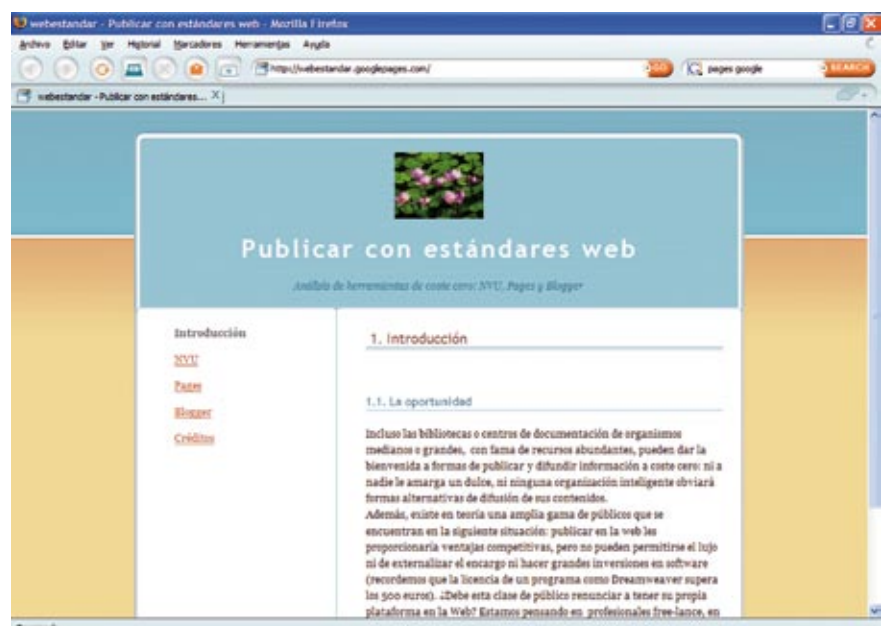 webestandar - Publicar con estándares web - Mozilla Firefox
Archivo Editar Ver Historial Marcadores Herramientas Ayuda
http://webestandar.googlepages.com/ GO pages google SEARCH
webestandar - Publicar con estándares... X
Publicar con estándares web
Análisis de herramientas de coste cero: NVU, Pages y Blogger
Introducción
NVU
Pages
Blogger
Créditos
1. Introducción
1.1. La oportunidad
Incluso las bibliotecas o centros de documentación de organismos
medianos o grandes, con fama de recursos abundantes, pueden dar la
bienvenida a formas de publicar y difundir información a coste cero: ni a
nadie le amarga un dulce, ni ninguna organización inteligente obviará
formas alternativas de difusión de sus contenidos.
Además, existe en teoría una amplia gama de públicos que se
encuentran en la siguiente situación: publicar en la web les
proporcionaría ventajas competitivas, pero no pueden permitirse el lujo
ni de externalizar el encargo ni hacer grandes inversiones en software
(recordemos que la licencia de un programa como Dreamweaver supera
los 500 euros). ¿Debe esta clase de público renunciar a tener su propia
plataforma en la Web? Estamos pensando en profesionales free-lance, en